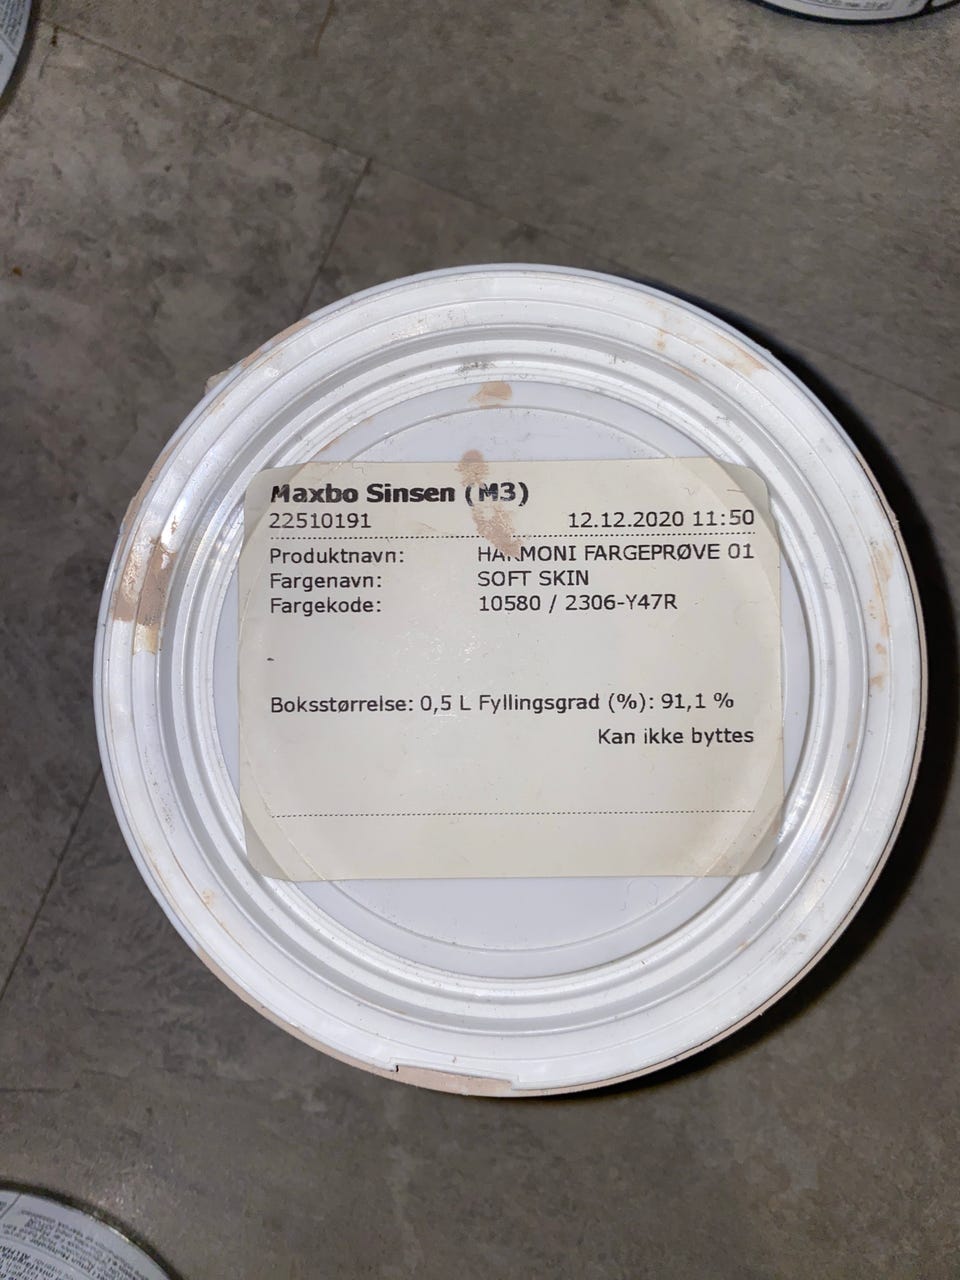 Maxbo Sinsen (M3)
22510191 12.12.2020 11:50
Produktnavn: HARMONI FARGEPRØVE 01
Fargenavn: SOFT SKIN
Fargekode: 10580 / 2306-Y47R
-
Boksstørrelse: 0,5 L Fyllingsgrad (%): 91,1 %
Kan ikke byttes